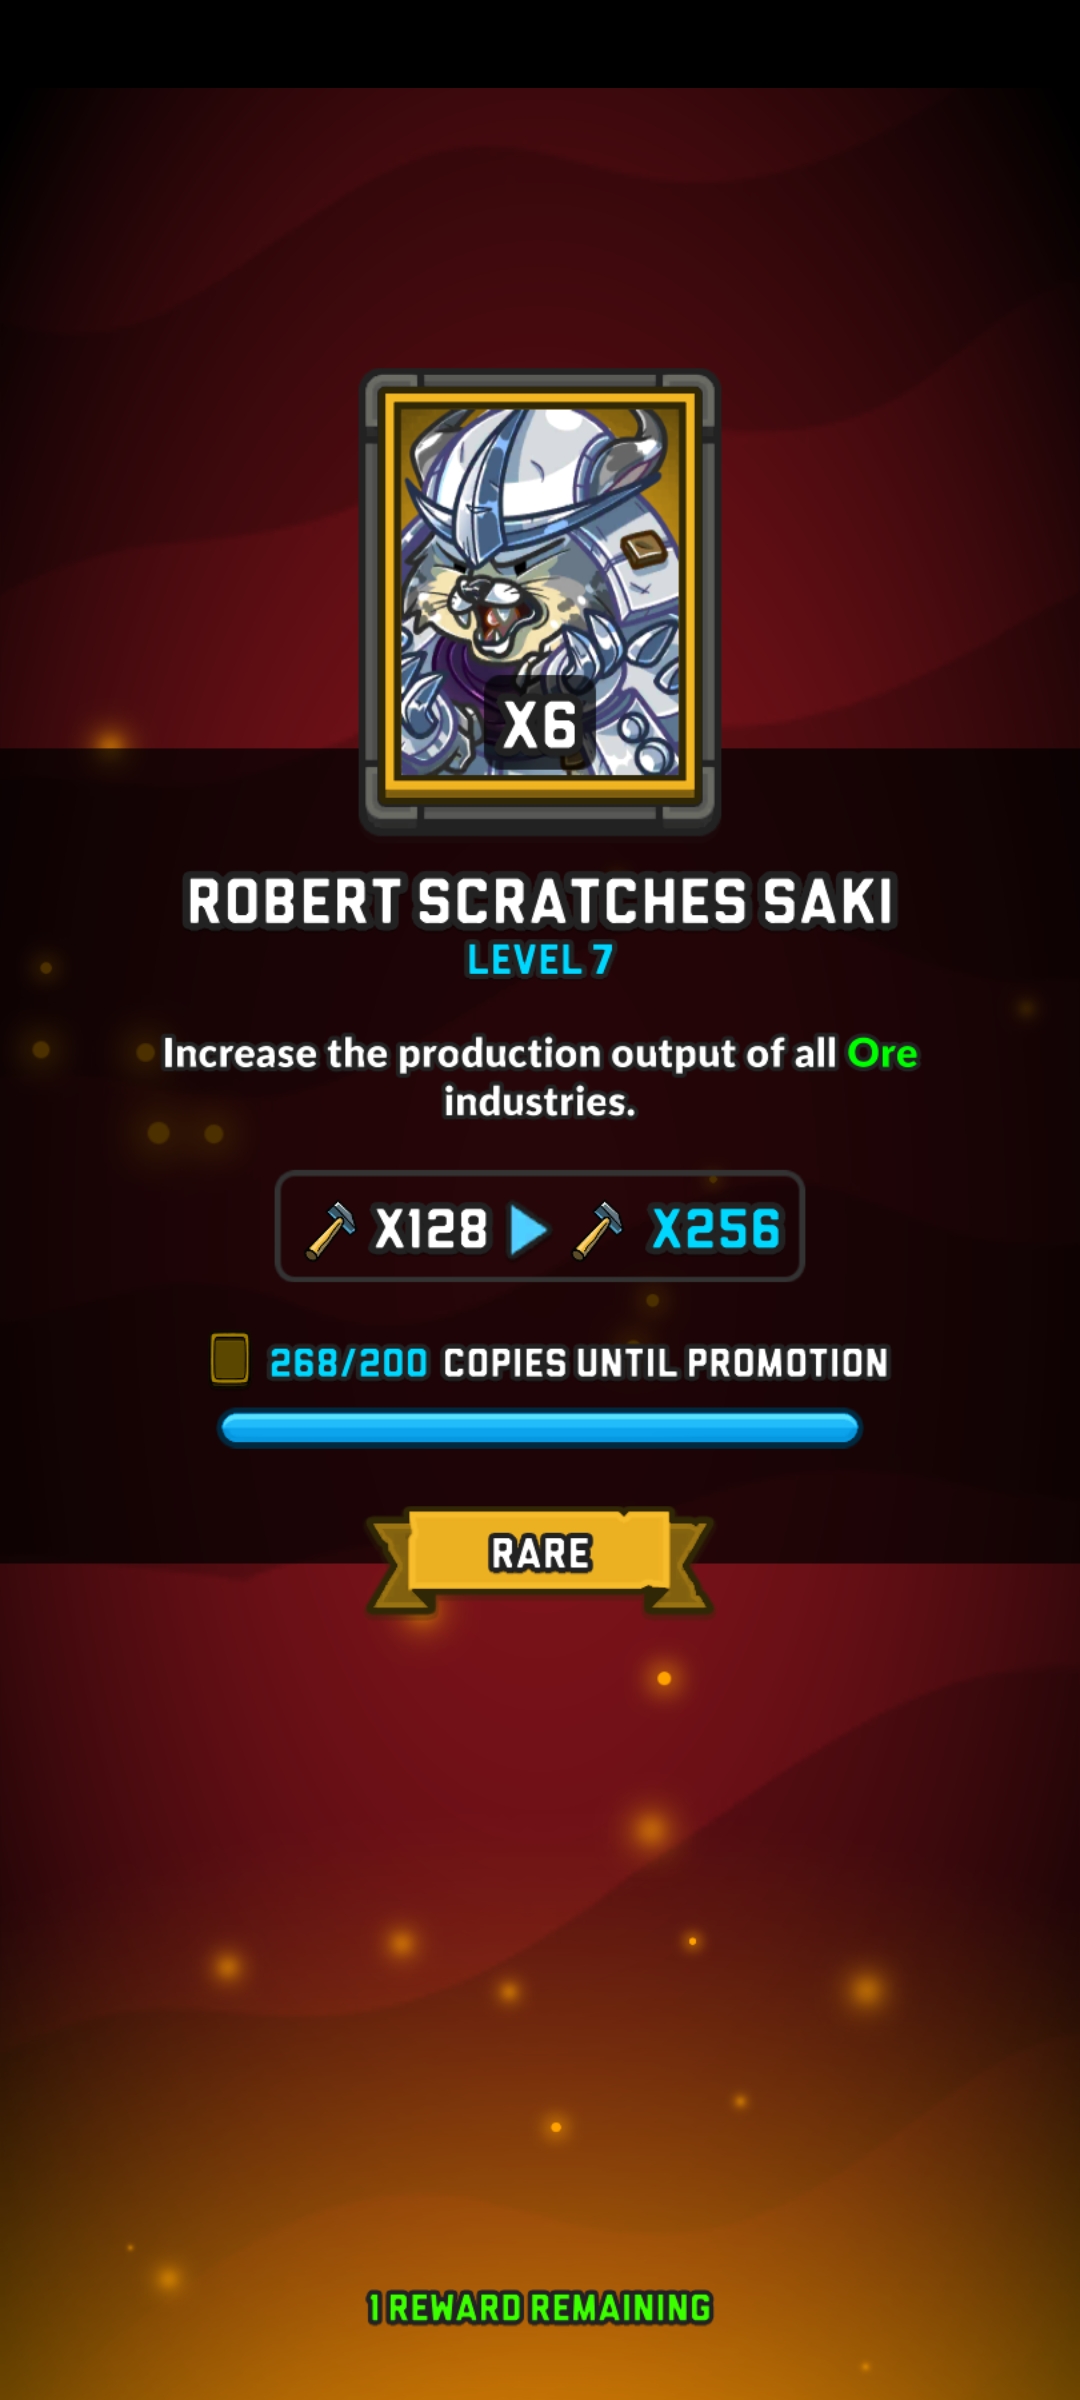 X6
ROBERT SCRATCHES SAKI
LEVEL 7
Increase the production output of all Ore
industries.
X128 X256
268/200 COPIES UNTIL PROMOTION
RARE
1 REWARD REMAINING